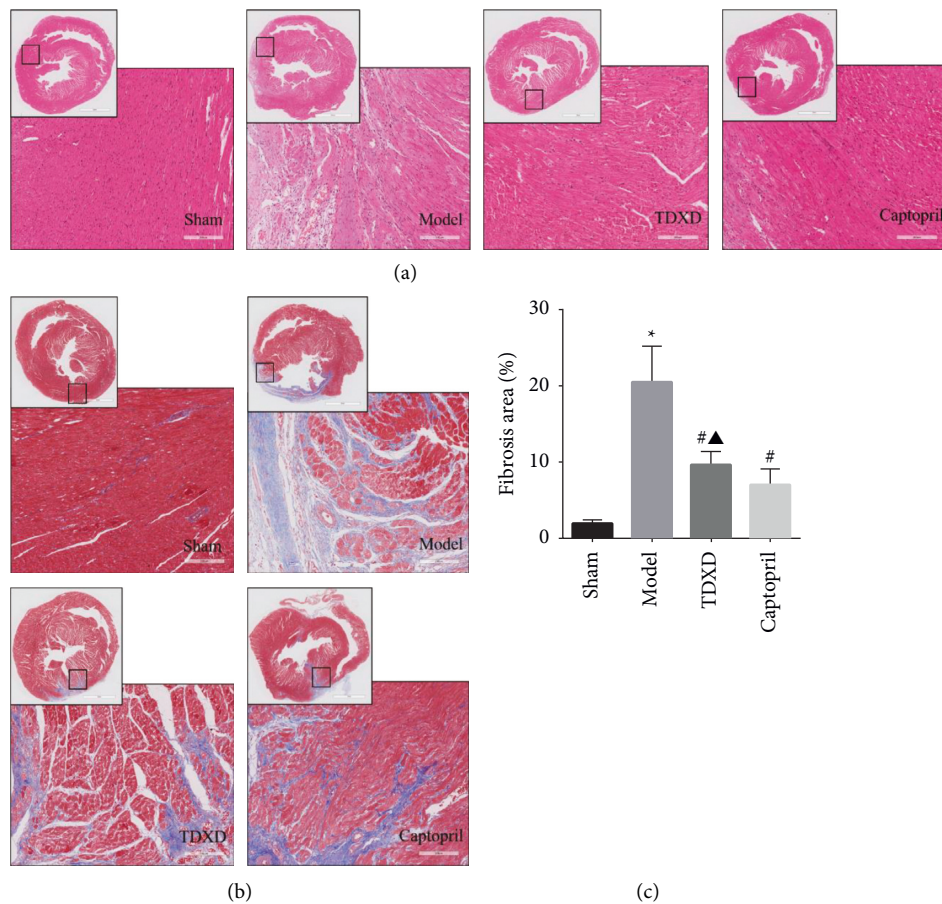 Sham
Model
TDXD
Captopril
(a)
Sham
Model
TDXD
Captopril
(b)
Fibrosis area (%)
30
20
10
0
*
#▲
#
Sham
Model
TDXD
Captopril
(c)